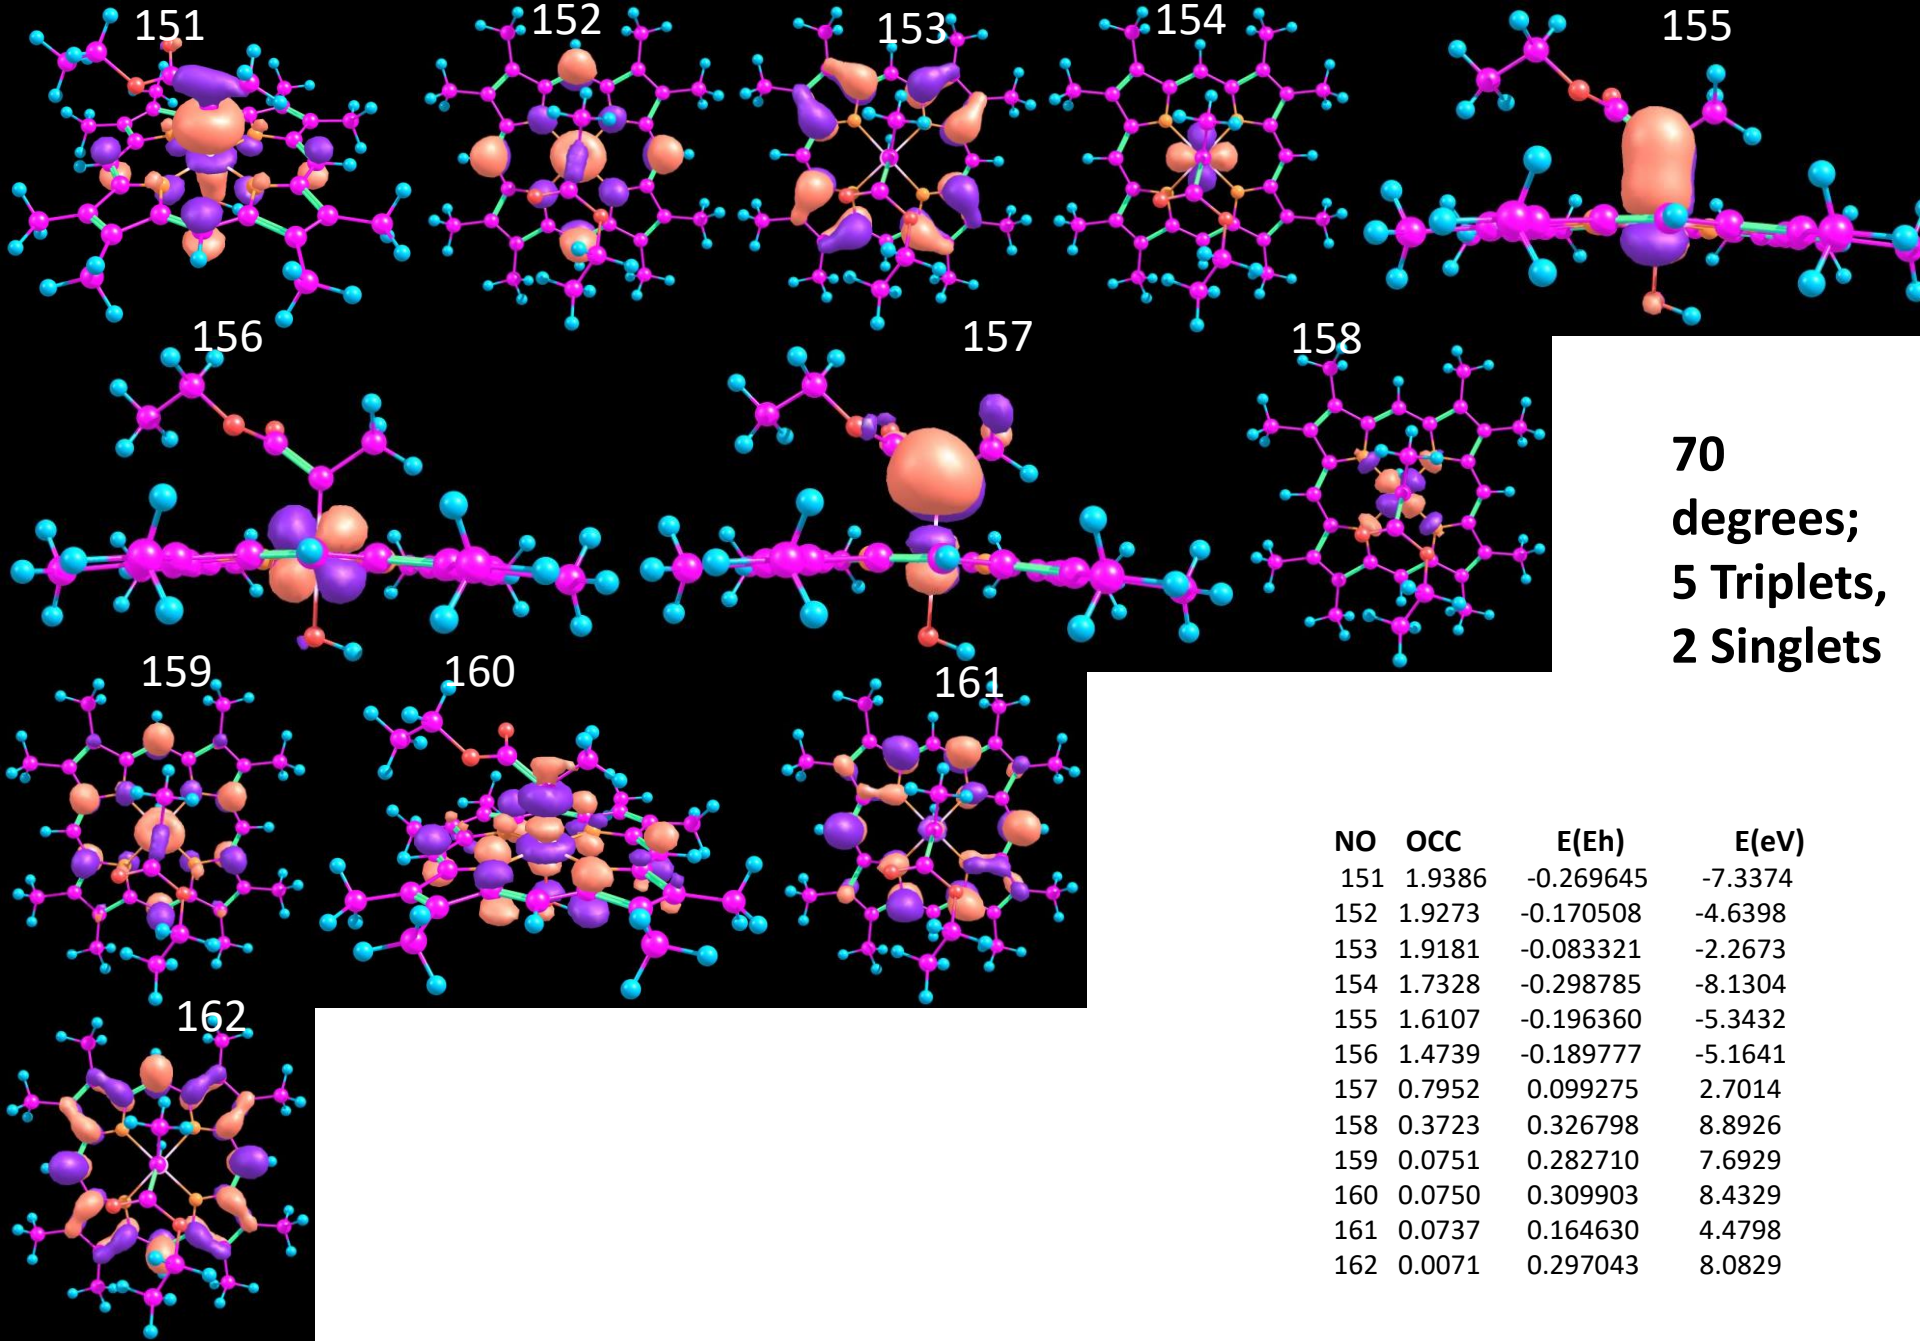 151
152
153
154
155
156
157
158
70
degrees;
5 Triplets,
2 Singlets
159
160
161
162
NO OCC E(Eh) E(eV)
151 1.9386 -0.269645 -7.3374
152 1.9273 -0.170508 -4.6398
153 1.9181 -0.083321 -2.2673
154 1.7328 -0.298785 -8.1304
155 1.6107 -0.196360 -5.3432
156 1.4739 -0.189777 -5.1641
157 0.7952 0.099275 2.7014
158 0.3723 0.326798 8.8926
159 0.0751 0.282710 7.6929
160 0.0750 0.309903 8.4329
161 0.0737 0.164630 4.4798
162 0.0071 0.297043 8.0829